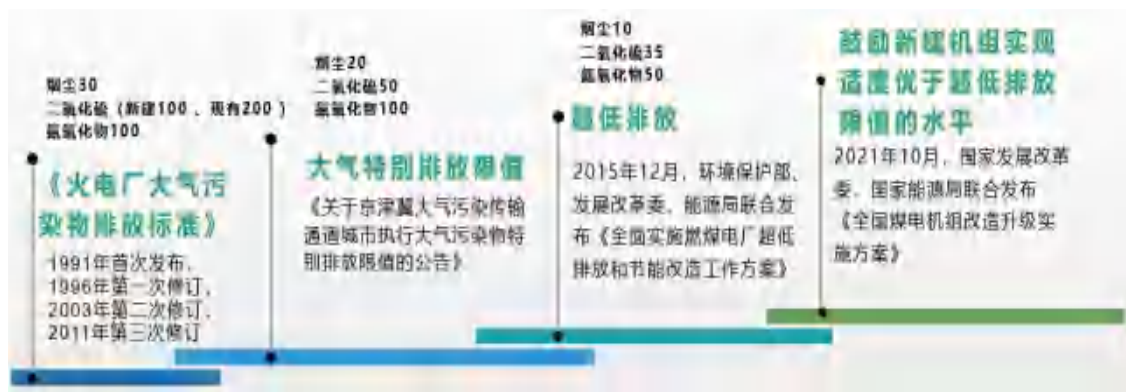 烟尘30
二氧化硫（新建100 、现有200 ）
氮氧化物100
《火电厂大气污
染物排放标准》
1991年首次发布、
1996年第一次修订、
2003年第二次修订、
2011年第三次修订
烟尘20
二氧化硫50
氮氧化物100
大气特别排放限值
《关于京津冀大气污染传输
通道城市执行大气污染物特
别排放限值的公告》
烟尘10
二氧化硫35
氮氧化物50
超低排放
2015年12月，环境保护部、
发展改革委、能源局联合发
布《全面实施燃煤电厂超低
排放和节能改造工作方案》
鼓励新建机组实现
适度优于超低排放
限值的水平
2021年10月，国家发展改革
委、国家能源局联合发布
《全国煤电机组改造升级实
施方案》